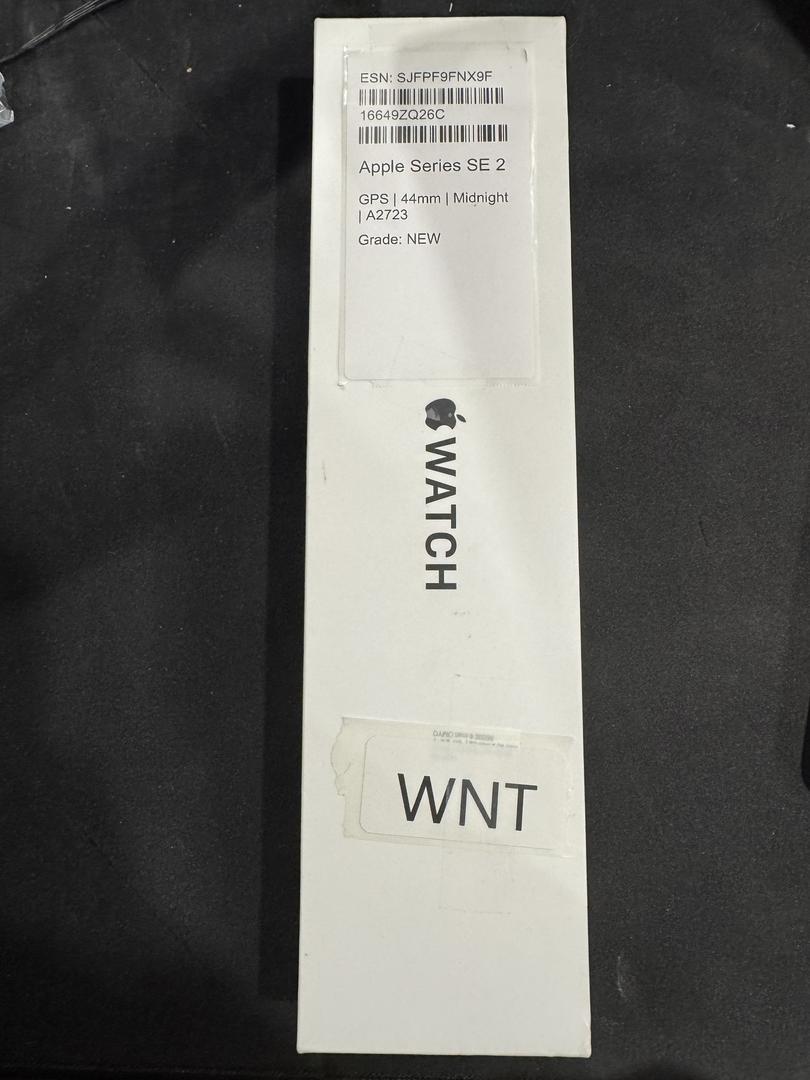 ESN: SJFPF9FNX9F
16649ZQ26C
Apple Series SE 2
GPS | 44mm | Midnight
| A2723
Grade: NEW
WATCH
WNT